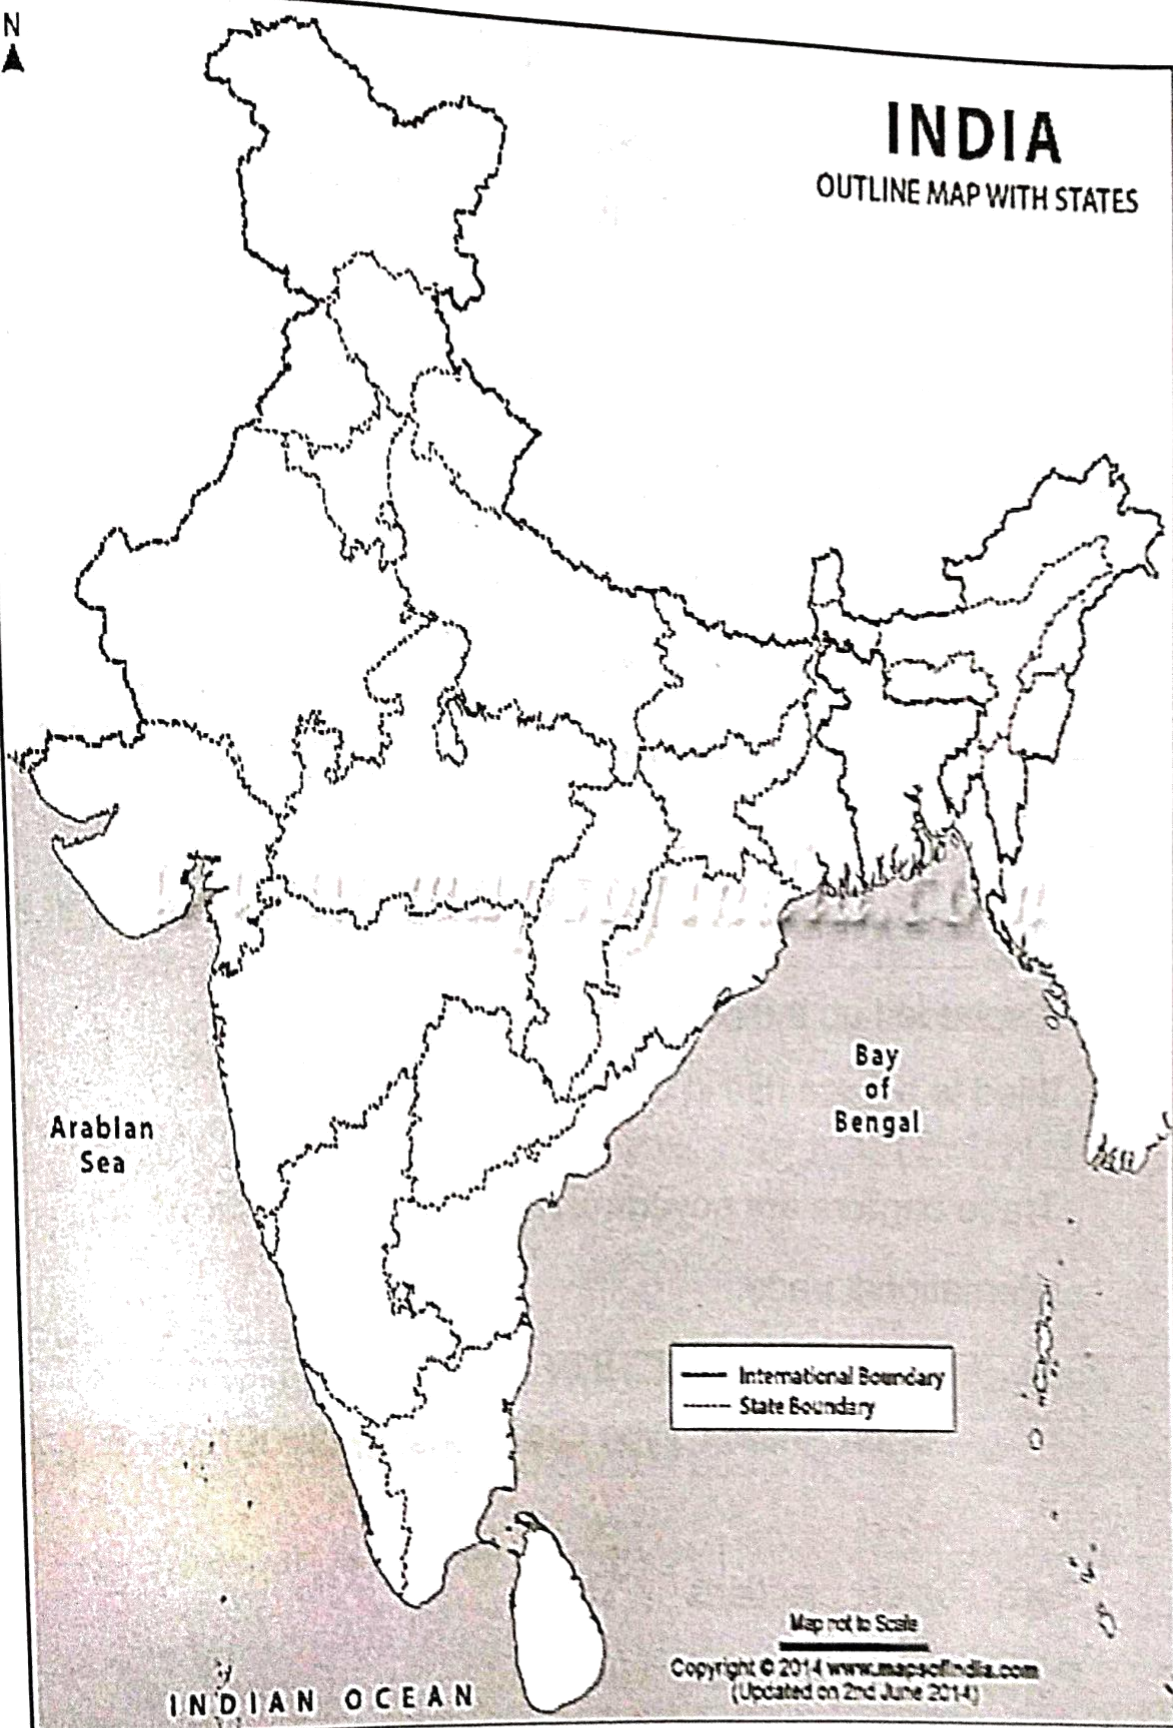 N
INDIA
OUTLINE MAP WITH STATES
Arabian
Sea
Bay
of
Bengal
International Boundary
State Boundary
Map not to Scale
Copyright © 2014 www.mapsofindia.com
(Updated on 2nd June 2014)
INDIAN OCEAN